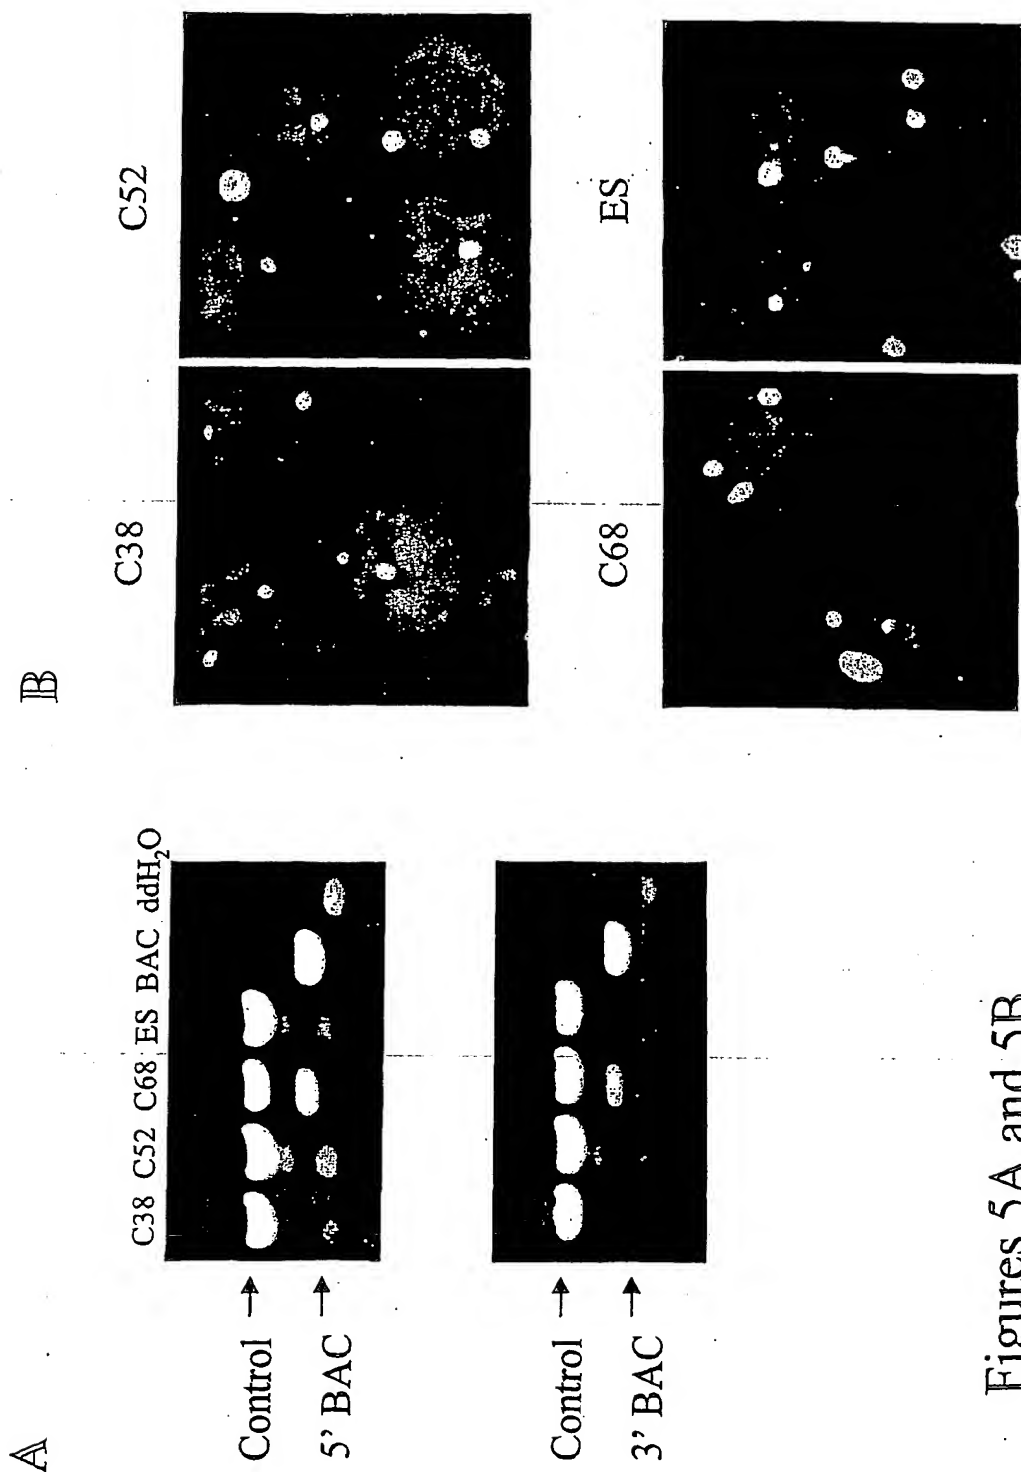 A
C38 C52 C68 ES BAC ddH₂O
Control →
5' BAC →
Control →
3' BAC →
B
C38
C52
C68
ES
Figures 5A and 5B